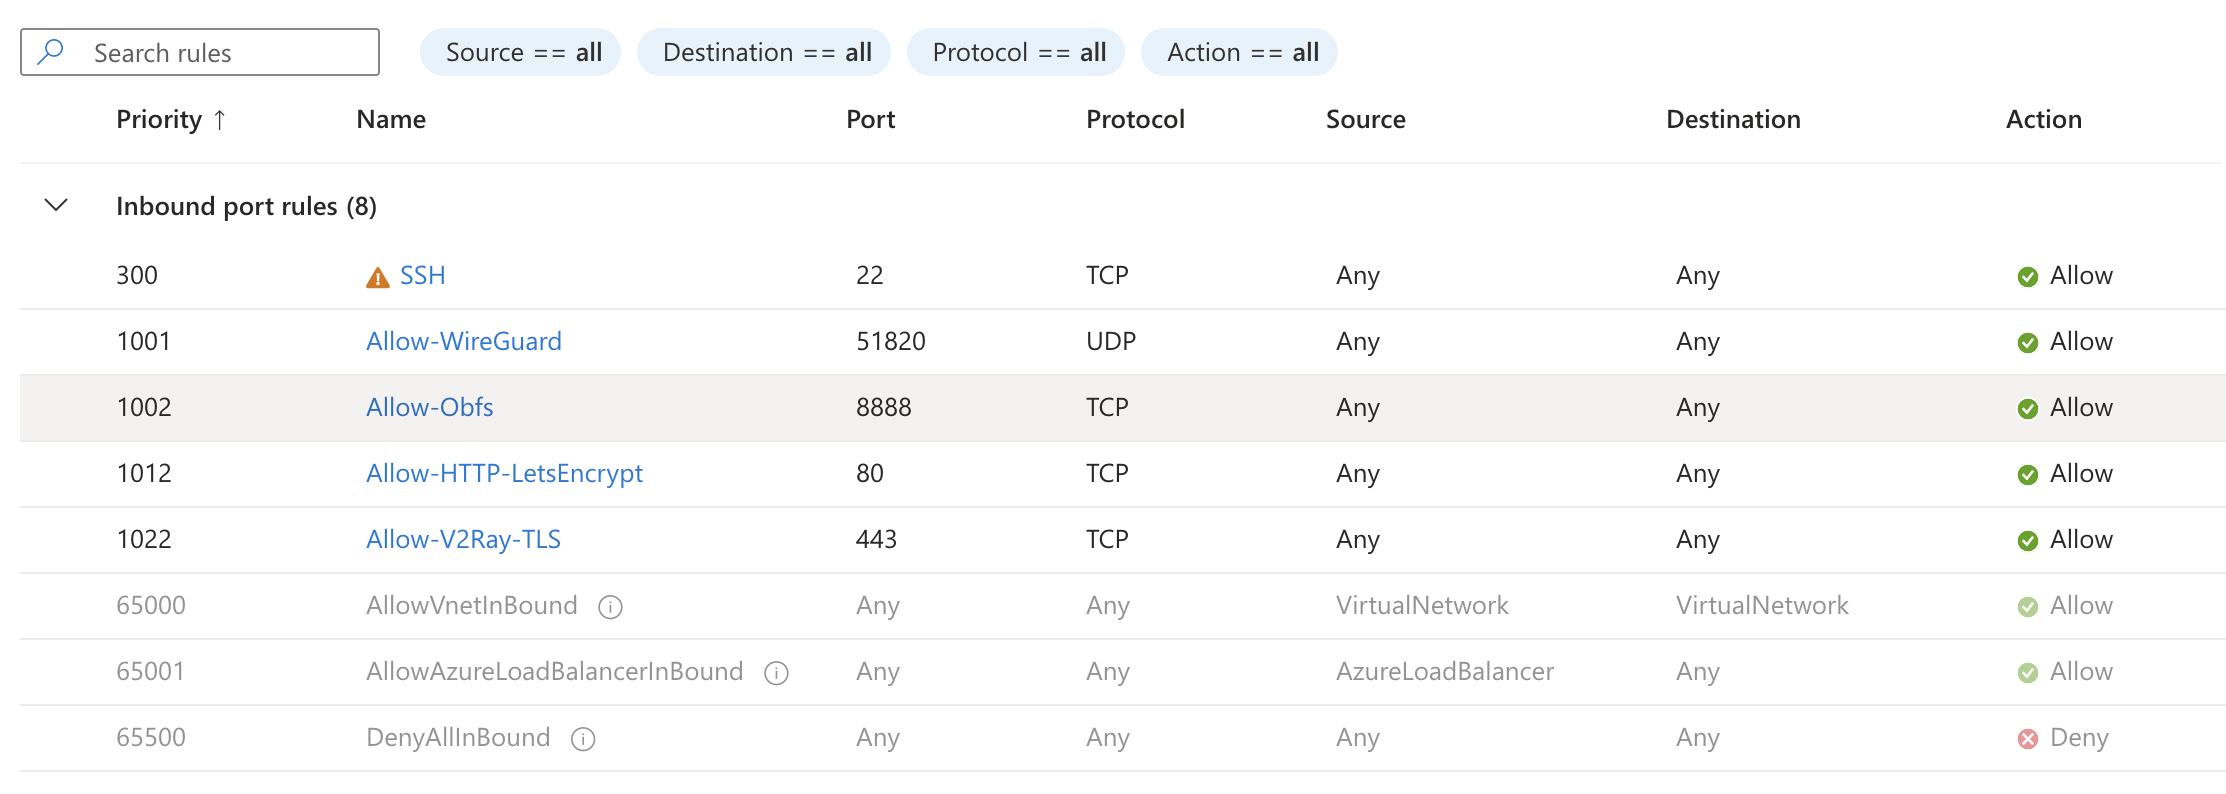 Search rules Source == all Destination == all Protocol == all Action == all
Priority ↑ Name Port Protocol Source Destination Action
Inbound port rules (8)
300 SSH 22 TCP Any Any Allow
1001 Allow-WireGuard 51820 UDP Any Any Allow
1002 Allow-Obfs 8888 TCP Any Any Allow
1012 Allow-HTTP-LetsEncrypt 80 TCP Any Any Allow
1022 Allow-V2Ray-TLS 443 TCP Any Any Allow
65000 AllowVnetInBound Any Any VirtualNetwork VirtualNetwork Allow
65001 AllowAzureLoadBalancerInBound Any Any AzureLoadBalancer Any Allow
65500 DenyAllInBound Any Any Any Any Deny